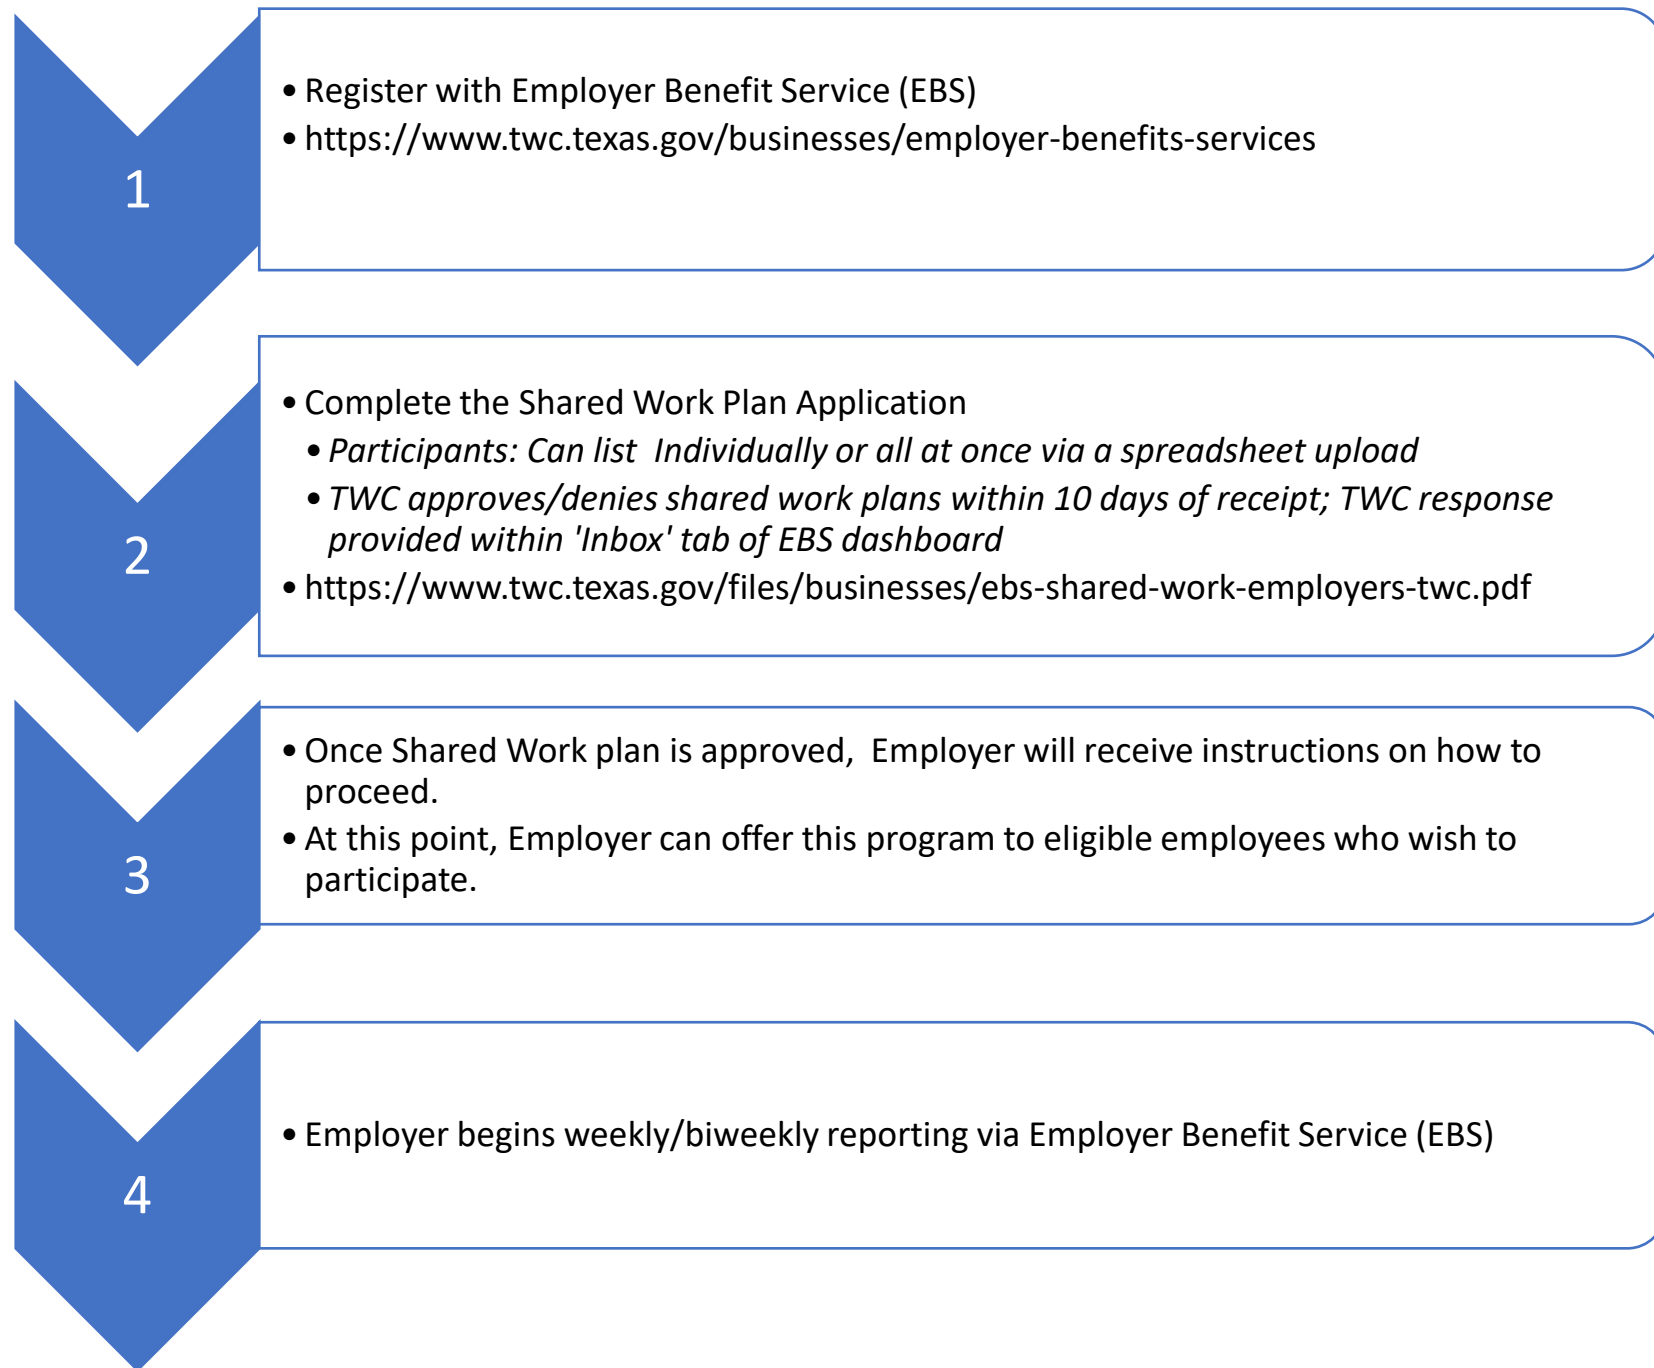 1
• Register with Employer Benefit Service (EBS)
• https://www.twc.texas.gov/businesses/employer-benefits-services
2
• Complete the Shared Work Plan Application
• Participants: Can list  Individually or all at once via a spreadsheet upload
• TWC approves/denies shared work plans within 10 days of receipt; TWC response
provided within 'Inbox' tab of EBS dashboard
• https://www.twc.texas.gov/files/businesses/ebs-shared-work-employers-twc.pdf
3
• Once Shared Work plan is approved,  Employer will receive instructions on how to
proceed.
• At this point, Employer can offer this program to eligible employees who wish to
participate.
4
• Employer begins weekly/biweekly reporting via Employer Benefit Service (EBS)